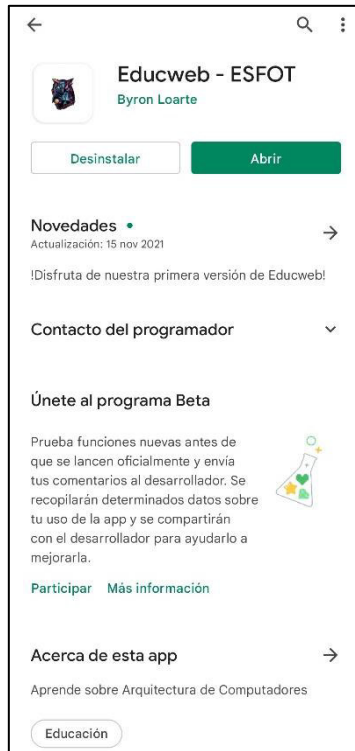 Educweb - ESFOT
Byron Loarte
Desinstalar
Abrir
Novedades
Actualización: 15 nov 2021
!Disfruta de nuestra primera versión de Educweb!
Contacto del programador
Únete al programa Beta
Prueba funciones nuevas antes de
que se lancen oficialmente y envía
tus comentarios al desarrollador. Se
recopilarán determinados datos sobre
tu uso de la app y se compartirán
con el desarrollador para ayudarlo a
mejorarla.
Participar Más información
Acerca de esta app
Aprende sobre Arquitectura de Computadores
Educación